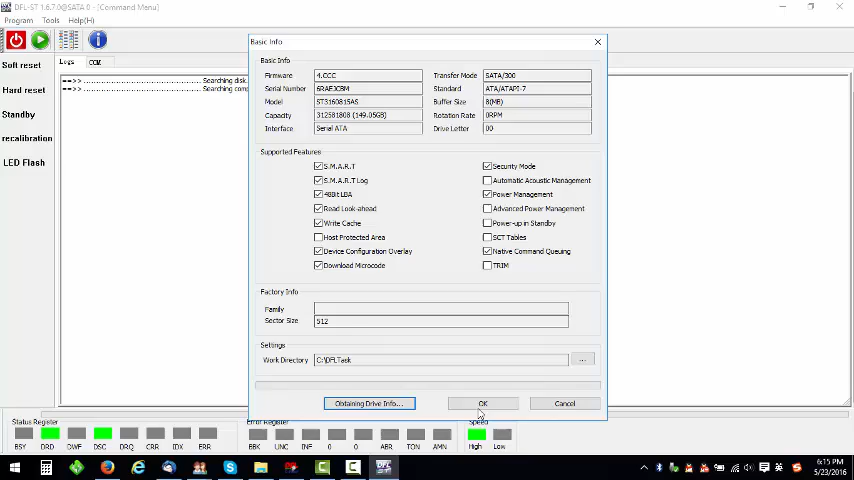 DFL-ST 1.6.7.0@SATA 0 - [Command Menu]
Program Tools Help(H)
Soft reset
Hard reset
Standby
recalibration
LED Flash
Logs COM
==>> ........................................ Searching disk.
==>> ........................................ Searching comp
Basic Info
Basic Info
Firmware 4.CCC Transfer Mode SATA/300
Serial Number 6RAEJCBM Standard ATA/ATAPI-7
Model ST3160815AS Buffer Size 8(MB)
Capacity 312581808 (149.05GB) Rotation Rate 0RPM
Interface Serial ATA Drive Letter 00
Supported Features
S.M.A.R.T Security Mode
S.M.A.R.T Log Automatic Acoustic Management
48Bit LBA Power Management
Read Look-ahead Advanced Power Management
Write Cache Power-up in Standby
Host Protected Area SCT Tables
Device Configuration Overlay Native Command Queuing
Download Microcode TRIM
Factory Info
Family
Sector Size 512
Settings
Work Directory C:\DFLTask ...
Obtaining Drive Info... OK Cancel
Status Register Error Register Speed
BSY DRD DWF DSC DRQ CRR IDX ERR BBK UNC INF 0 0 ABR TON AMN High Low
DFL ST
6:15 PM
5/23/2016